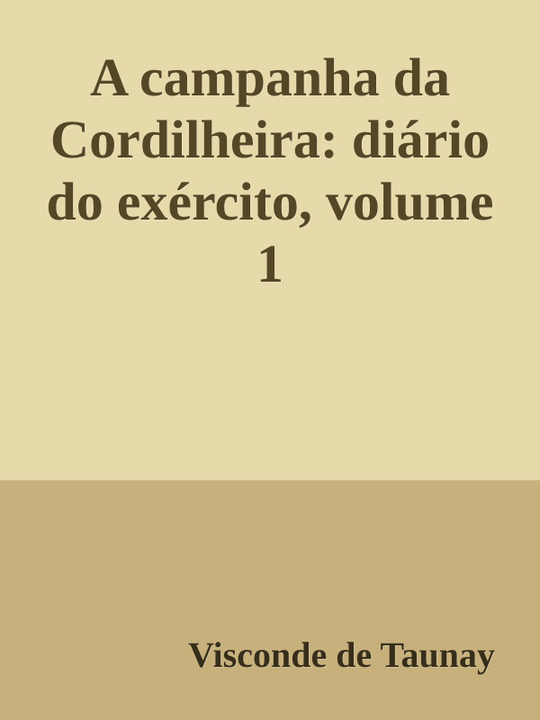 A campanha da
Cordilheira: diário
do exército, volume
1
Visconde de Taunay